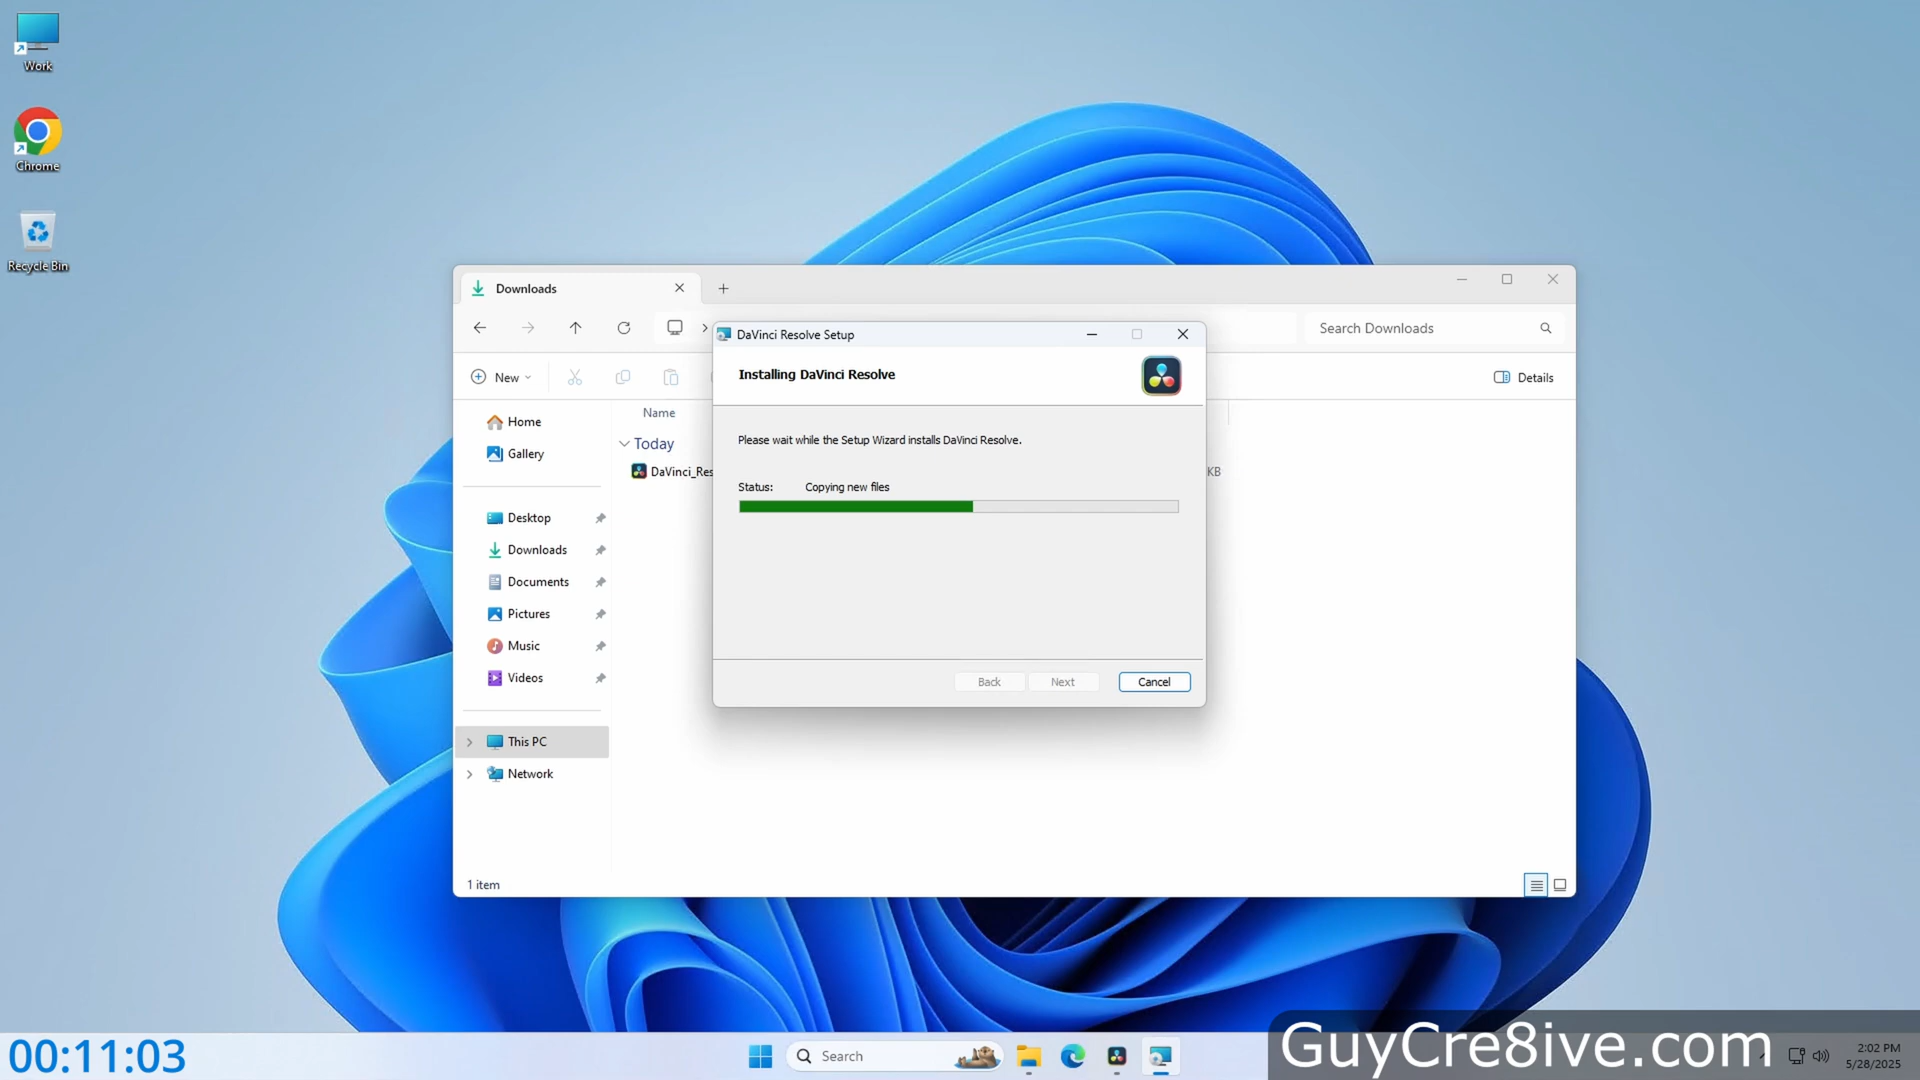 Work
Chrome
Recycle Bin
Downloads
Search Downloads
New
Details
DaVinci Resolve Setup
Installing DaVinci Resolve
Please wait while the Setup Wizard installs DaVinci Resolve.
Status: Copying new files
Back
Next
Cancel
Name
Today
DaVinci_Res
KB
Home
Gallery
Desktop
Downloads
Documents
Pictures
Music
Videos
This PC
Network
1 item
00:11:03
Search
GuyCre8ive.com
2:02 PM
5/28/2025